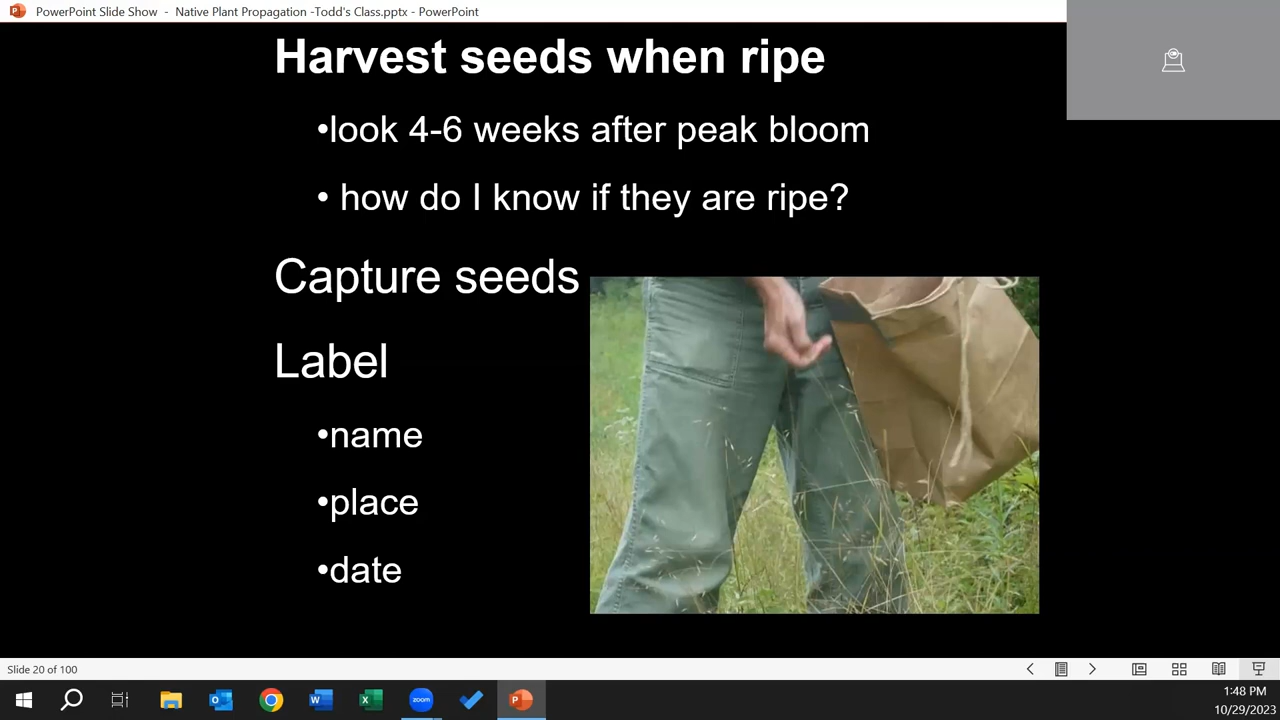 PowerPoint Slide Show - Native Plant Propagation -Todd's Class.pptx - PowerPoint
Harvest seeds when ripe
•look 4-6 weeks after peak bloom
• how do I know if they are ripe?
Capture seeds
Label
•name
•place
•date
Slide 20 of 100
zoom
1:48 PM
10/29/2023